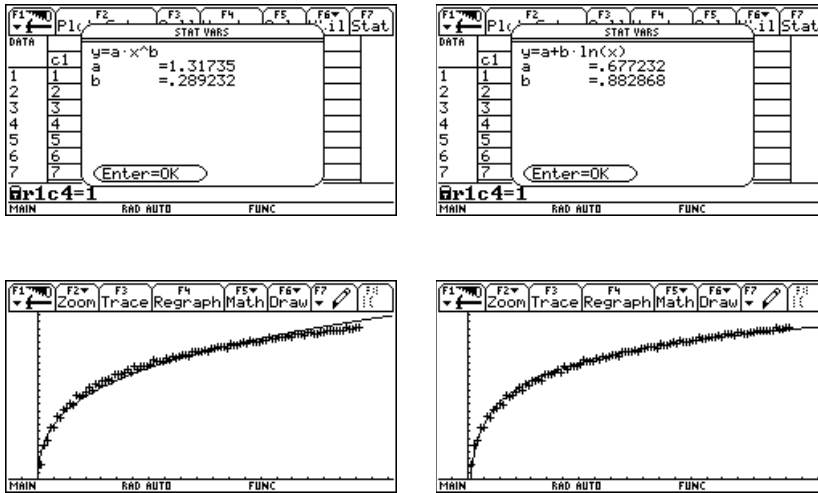 F1 F2 Plo F3 F4 F5 F6 il F7 Stat
DATA
STAT VARS
c1
y=a·x^b
a =1.31735
b =.289232
1 1
2 2
3 3
4 4
5 5
6 6
7 7
Enter=OK
r1c4=1
MAIN RAD AUTO FUNC
F1 F2 Plo F3 F4 F5 F6 il F7 Stat
DATA
STAT VARS
c1
y=a+b·ln(x)
a =.677232
b =.882868
1 1
2 2
3 3
4 4
5 5
6 6
7 7
Enter=OK
r1c4=1
MAIN RAD AUTO FUNC
F1 F2 Zoom F3 Trace F4 Regraph F5 Math F6 Draw F7
MAIN RAD AUTO FUNC
F1 F2 Zoom F3 Trace F4 Regraph F5 Math F6 Draw F7
MAIN RAD AUTO FUNC